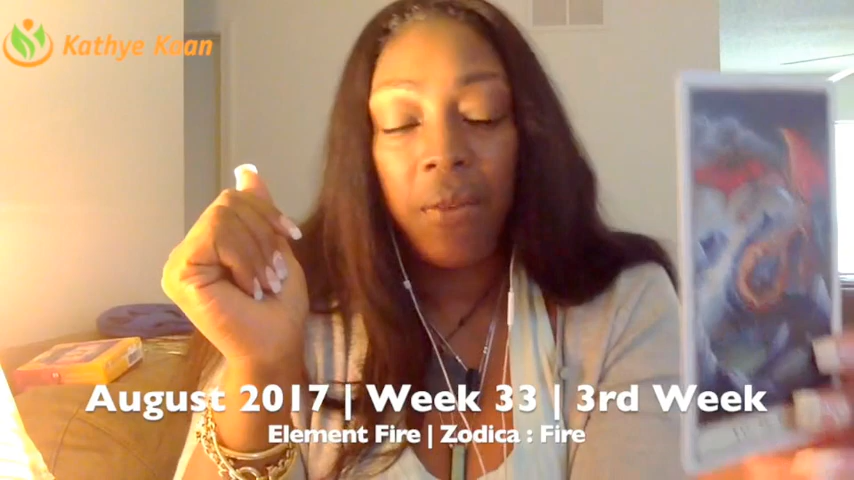 Kathye Kaan
August 2017 | Week 33 | 3rd Week
Element Fire | Zodica : Fire